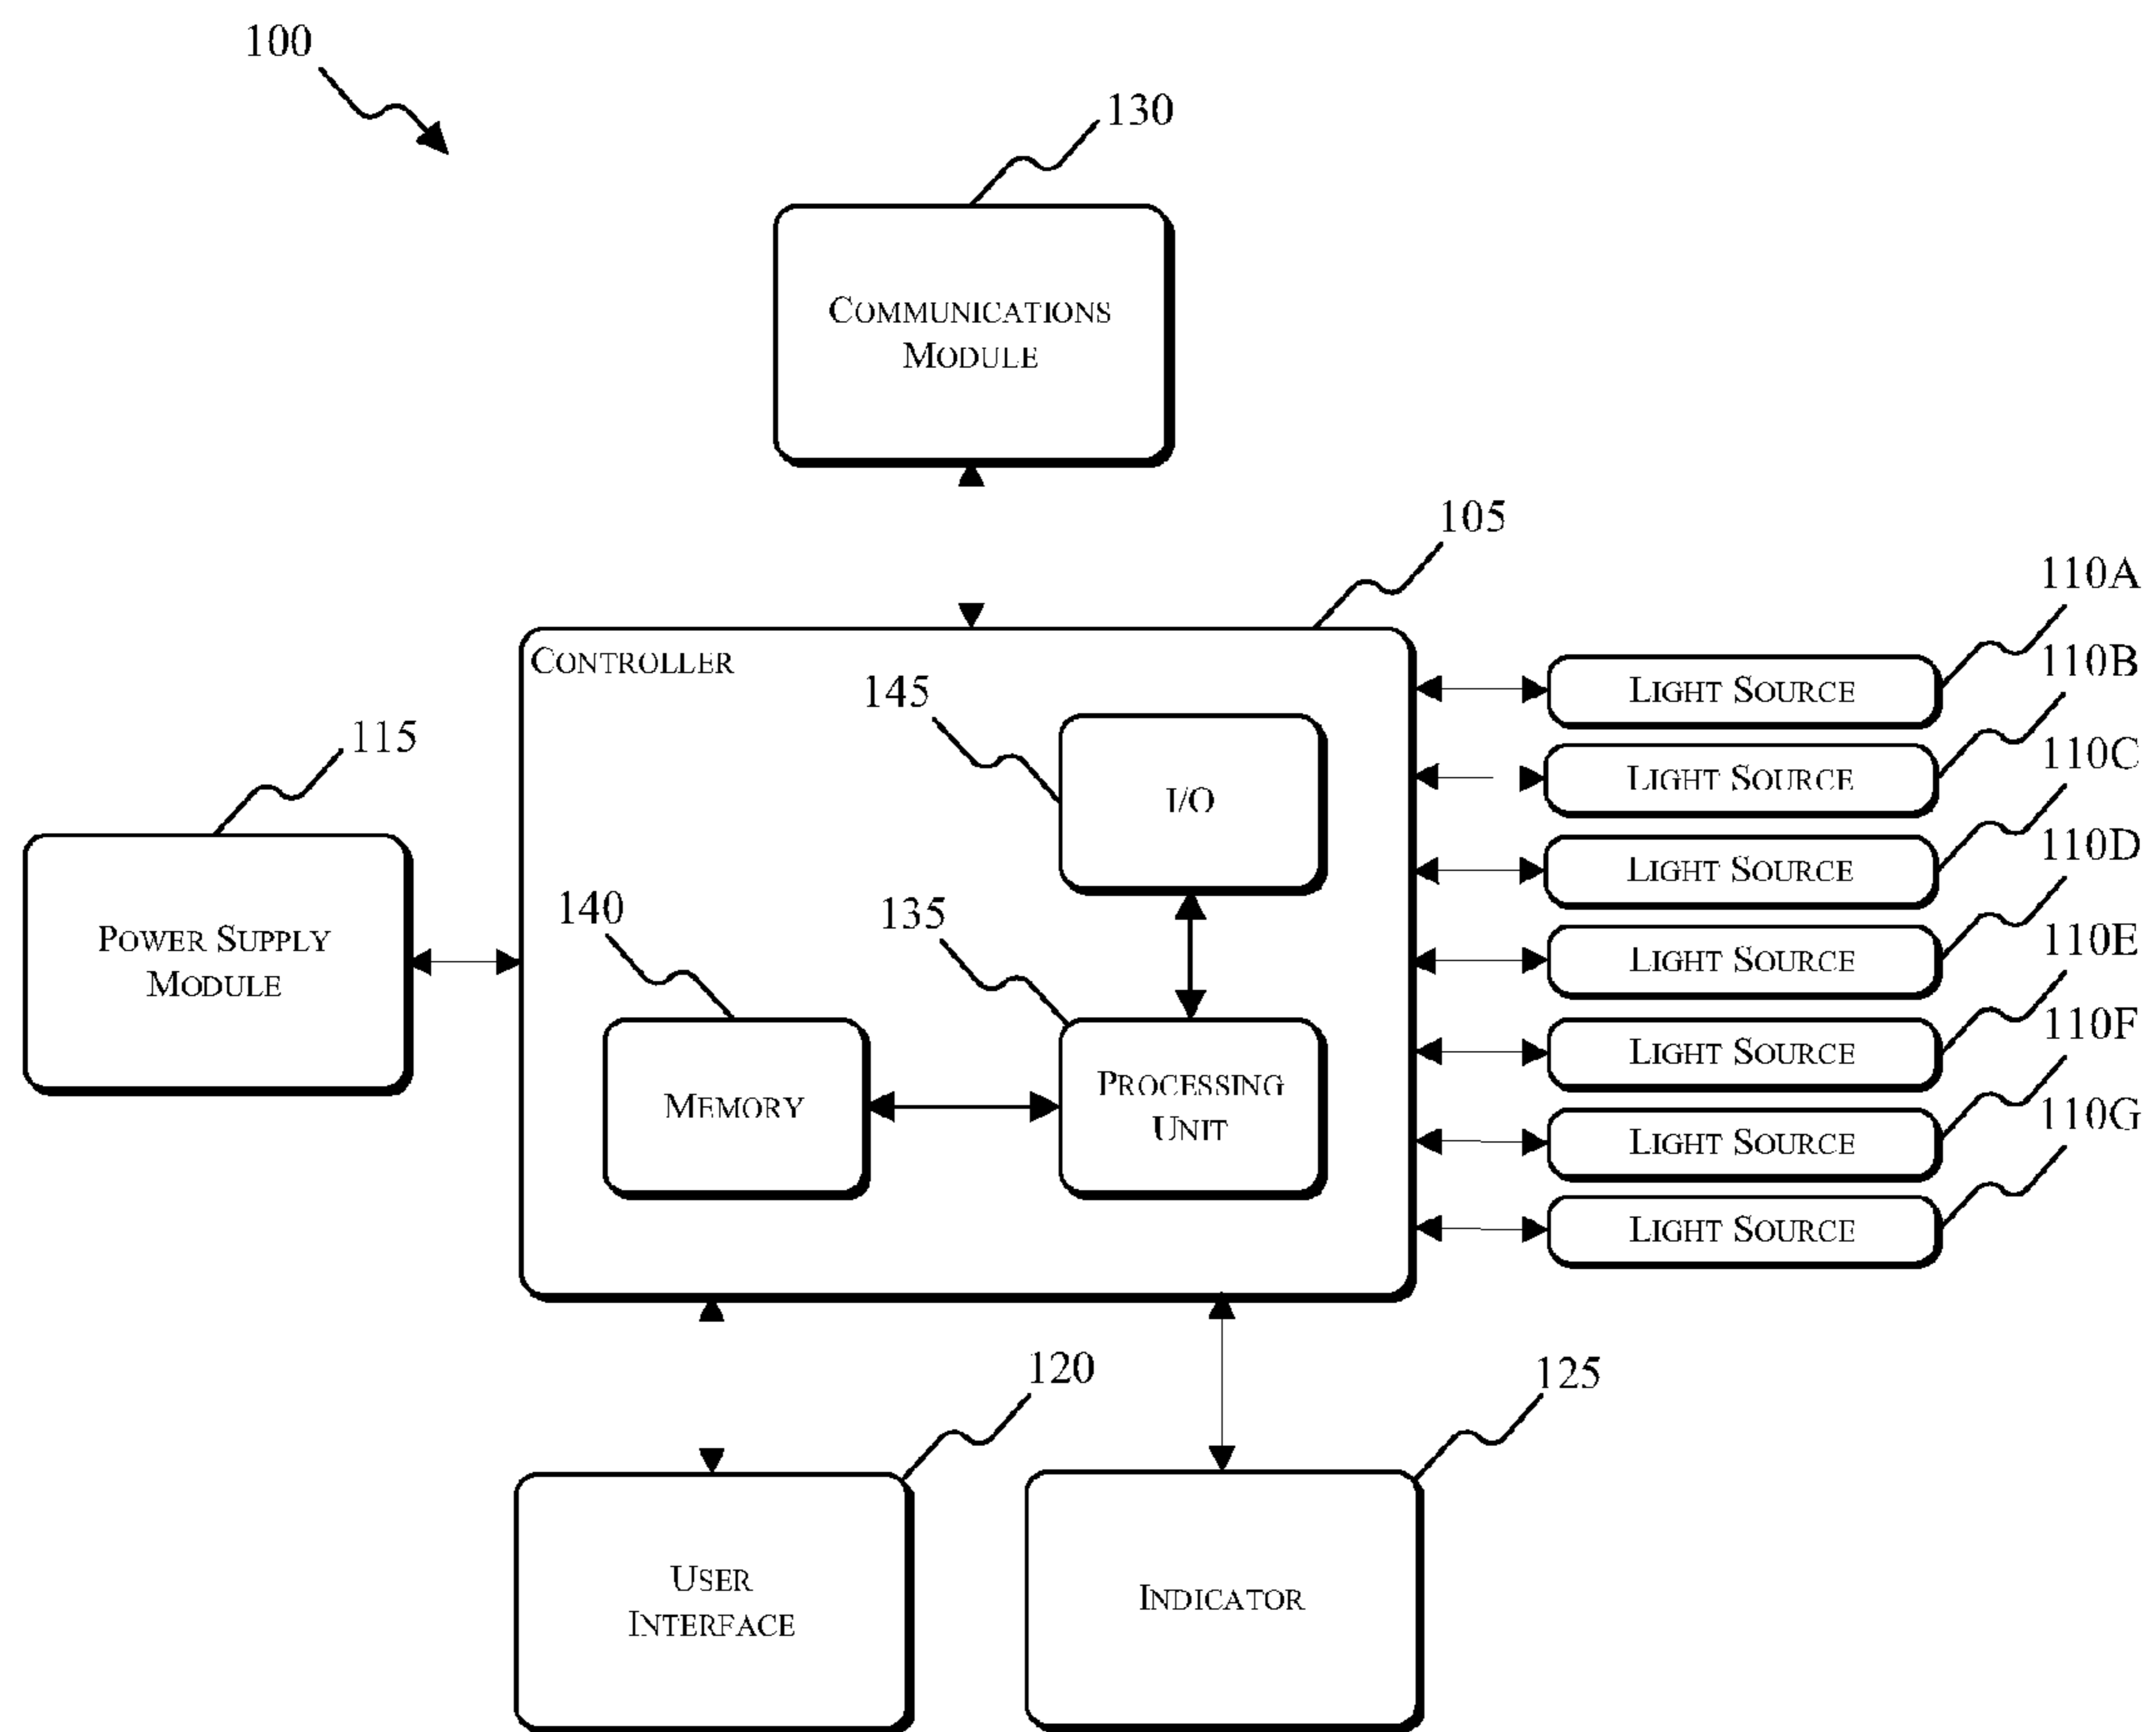 100
130
COMMUNICATIONS
MODULE
105
110A
CONTROLLER
LIGHT SOURCE
110B
145
LIGHT SOURCE
110C
115
I/O
LIGHT SOURCE
110D
140
135
POWER SUPPLY
MODULE
LIGHT SOURCE
110E
LIGHT SOURCE
110F
MEMORY
PROCESSING
UNIT
LIGHT SOURCE
110G
LIGHT SOURCE
120
125
USER
INTERFACE
INDICATOR